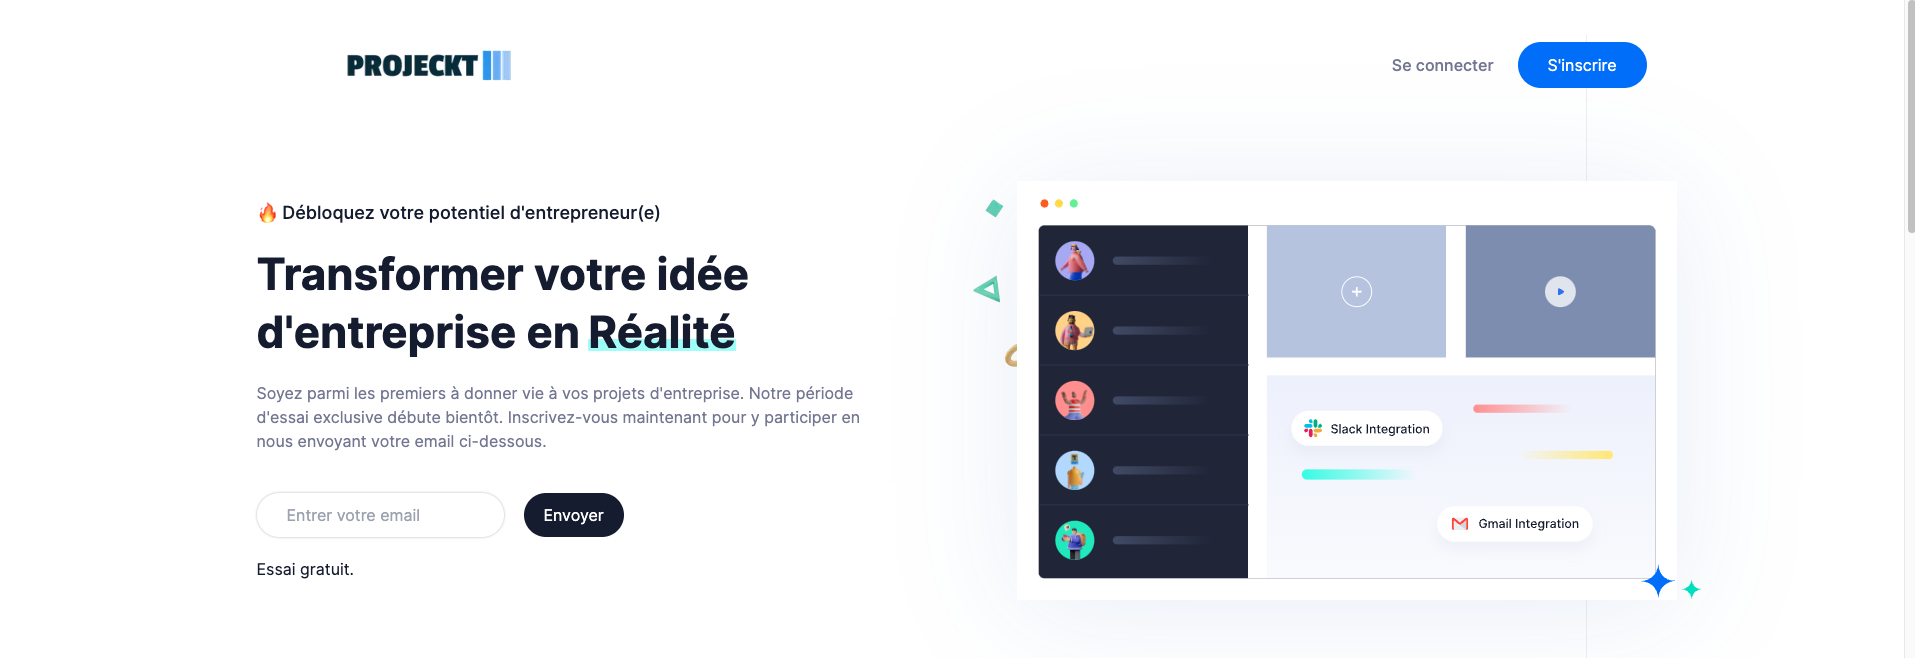 PROJECKT
Se connecter
S'inscrire
🔥 Débloquez votre potentiel d'entrepreneur(e)
Transformer votre idée
d'entreprise en Réalité
Soyez parmi les premiers à donner vie à vos projets d'entreprise. Notre période
d'essai exclusive débute bientôt. Inscrivez-vous maintenant pour y participer en
nous envoyant votre email ci-dessous.
Entrer votre email
Envoyer
Essai gratuit.
Slack Integration
Gmail Integration